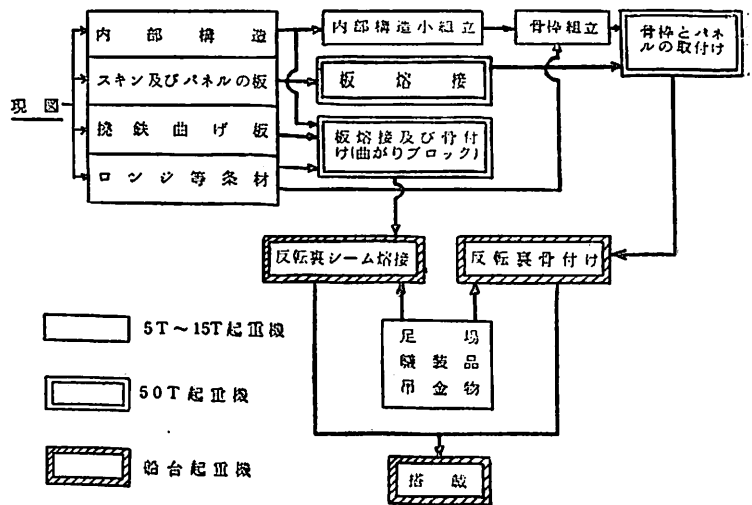 現図
内部構造
スキン及びパネルの板
撓鉄曲げ板
ロンジ等条材
内部構造小組立
骨枠組立
骨枠とパネ
ルの取付け
板熔接
板熔接及び骨付
け(曲がりブロック)
反転裏シーム熔接
反転裏骨付け
足場
艤装品
吊金物
搭載
5T~15T起重機
50T起重機
船台起重機